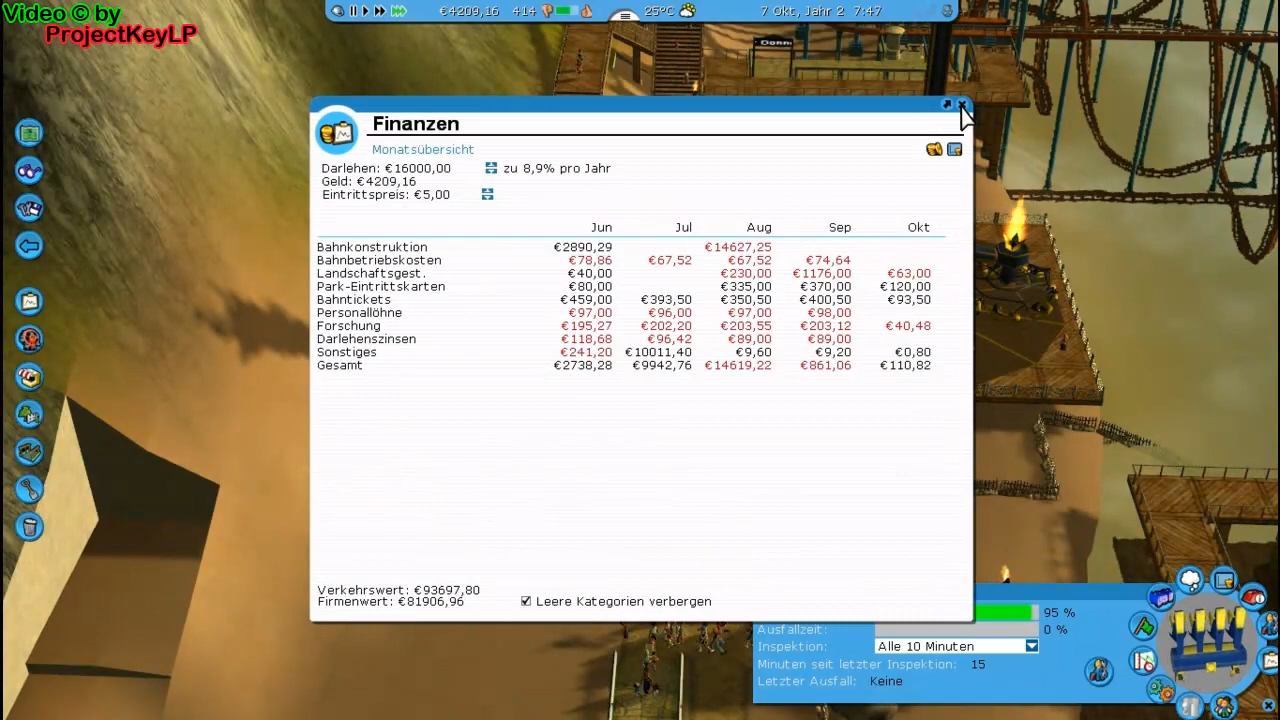 Video © by
ProjectKeyLP
€4209,16 414 25°C 7 Okt, Jahr 2 7:47
Finanzen
Monatsübersicht
Darlehen: €16000,00 zu 8,9% pro Jahr
Geld: €4209,16
Eintrittspreis: €5,00
Jun Jul Aug Sep Okt
Bahnkonstruktion €2890,29 €14627,25
Bahnbetriebskosten €78,86 €67,52 €67,52 €74,64
Landschaftsgest. €40,00 €230,00 €1176,00 €63,00
Park-Eintrittskarten €80,00 €335,00 €370,00 €120,00
Bahntickets €459,00 €393,50 €350,50 €400,50 €93,50
Personallöhne €97,00 €96,00 €97,00 €98,00
Forschung €195,27 €202,20 €203,55 €203,12 €40,48
Darlehenszinsen €118,68 €96,42 €89,00 €89,00
Sonstiges €241,20 €10011,40 €9,60 €9,20 €0,80
Gesamt €2738,28 €9942,76 €14619,22 €861,06 €110,82
Verkehrswert: €93697,80
Firmenwert: €81906,96
Leere Kategorien verbergen
95 %
Ausfallzeit: 0 %
Inspektion: Alle 10 Minuten
Minuten seit letzter Inspektion: 15
Letzter Ausfall: Keine